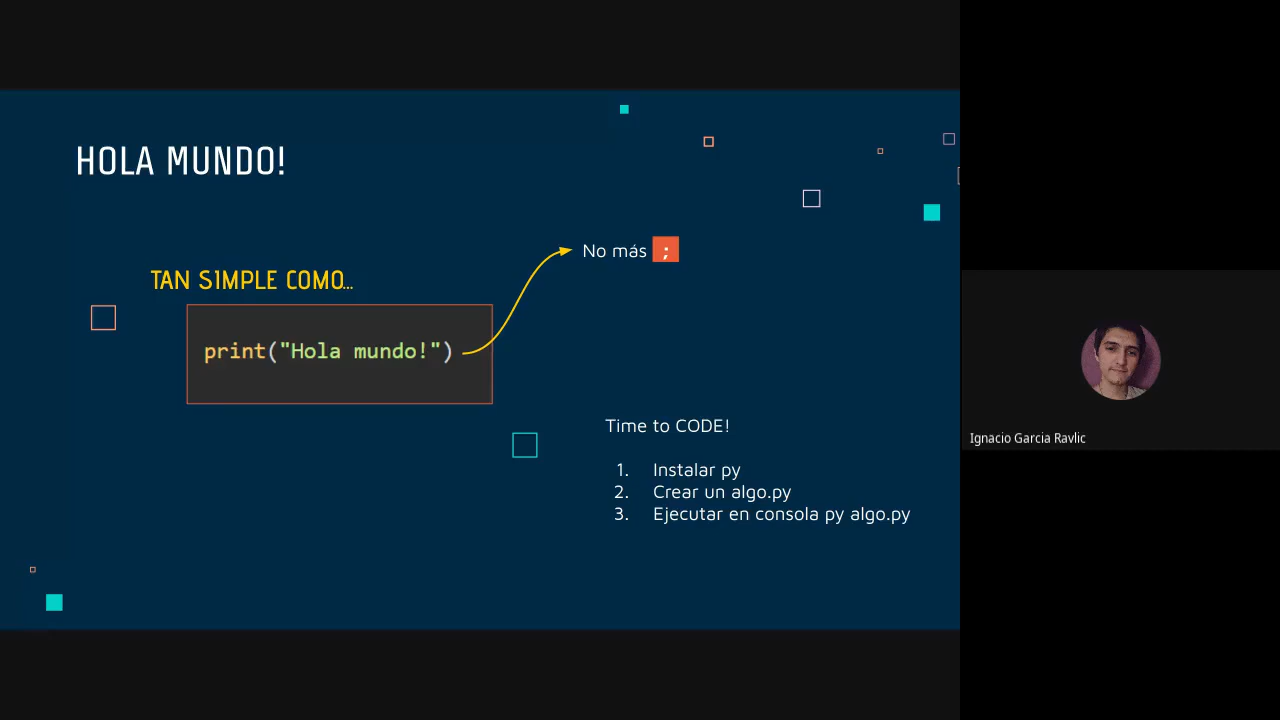 HOLA MUNDO!
No más ;
TAN SIMPLE COMO...
print("Hola mundo!")
Time to CODE!
1. Instalar py
2. Crear un algo.py
3. Ejecutar en consola py algo.py
Ignacio Garcia Ravlic